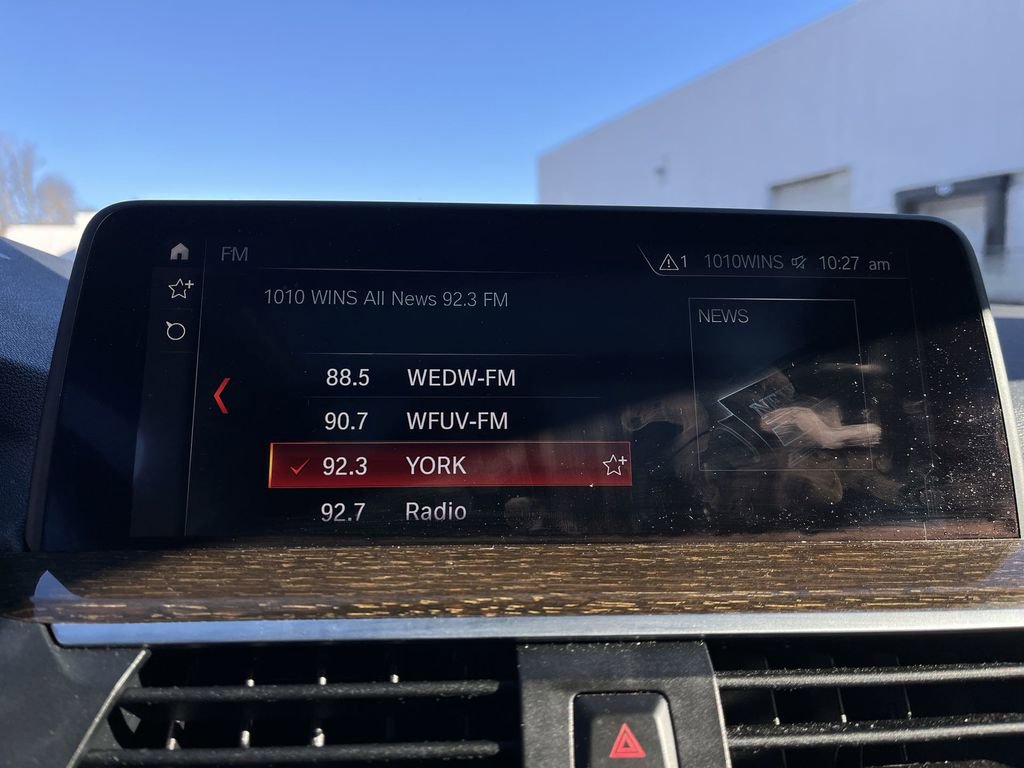 FM
1 1010WINS 10:27 am
1010 WINS All News 92.3 FM
NEWS
88.5 WEDW-FM
90.7 WFUV-FM
92.3 YORK
92.7 Radio